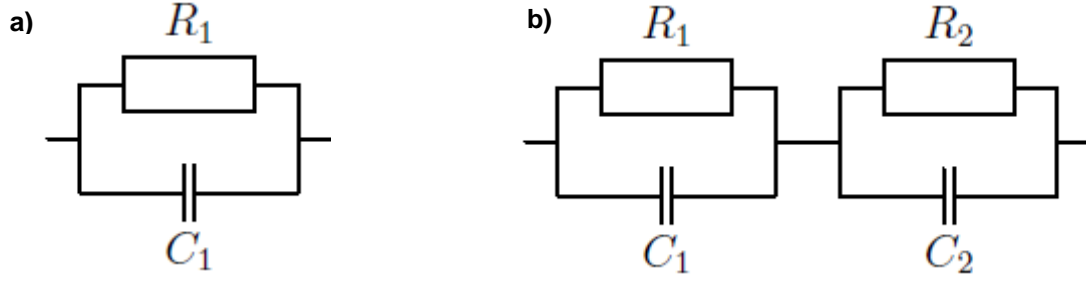 a)
R₁
C₁
b)
R₁
R₂
C₁
C₂